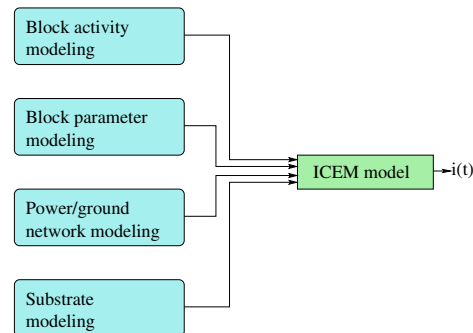 Block activity
modeling
Block parameter
modeling
Power/ground
network modeling
Substrate
modeling
ICEM model
i(t)